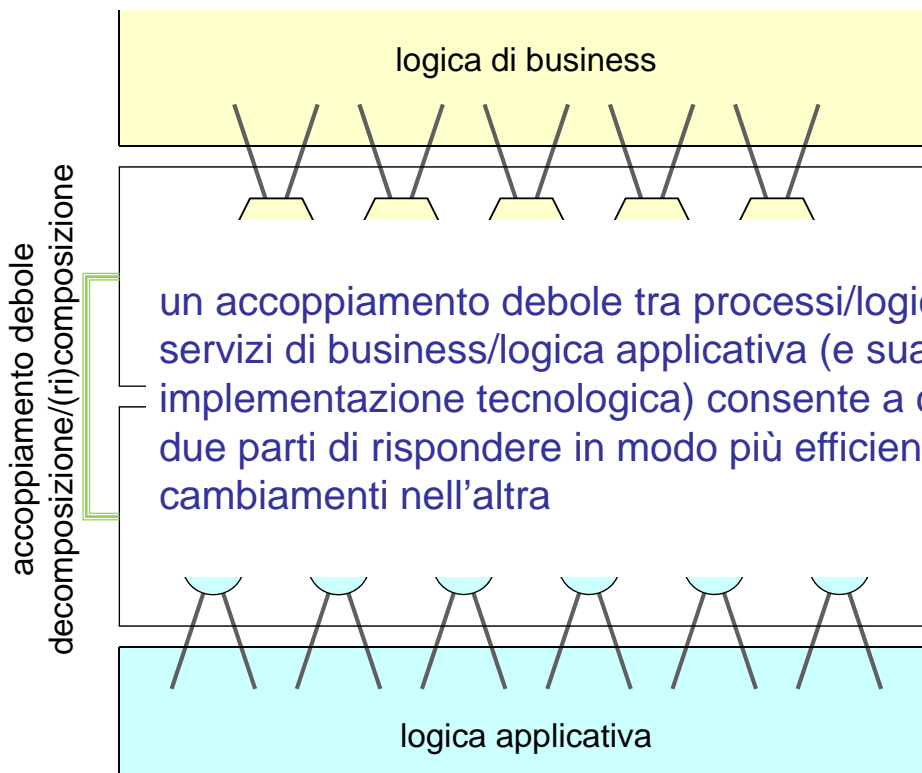 logica di business
accoppiamento debole
decomposizione/(ri)composizione
un accoppiamento debole tra processi/logic
servizi di business/logica applicativa (e sua
implementazione tecnologica) consente a
due parti di rispondere in modo più efficien
cambiamenti nell'altra
logica applicativa